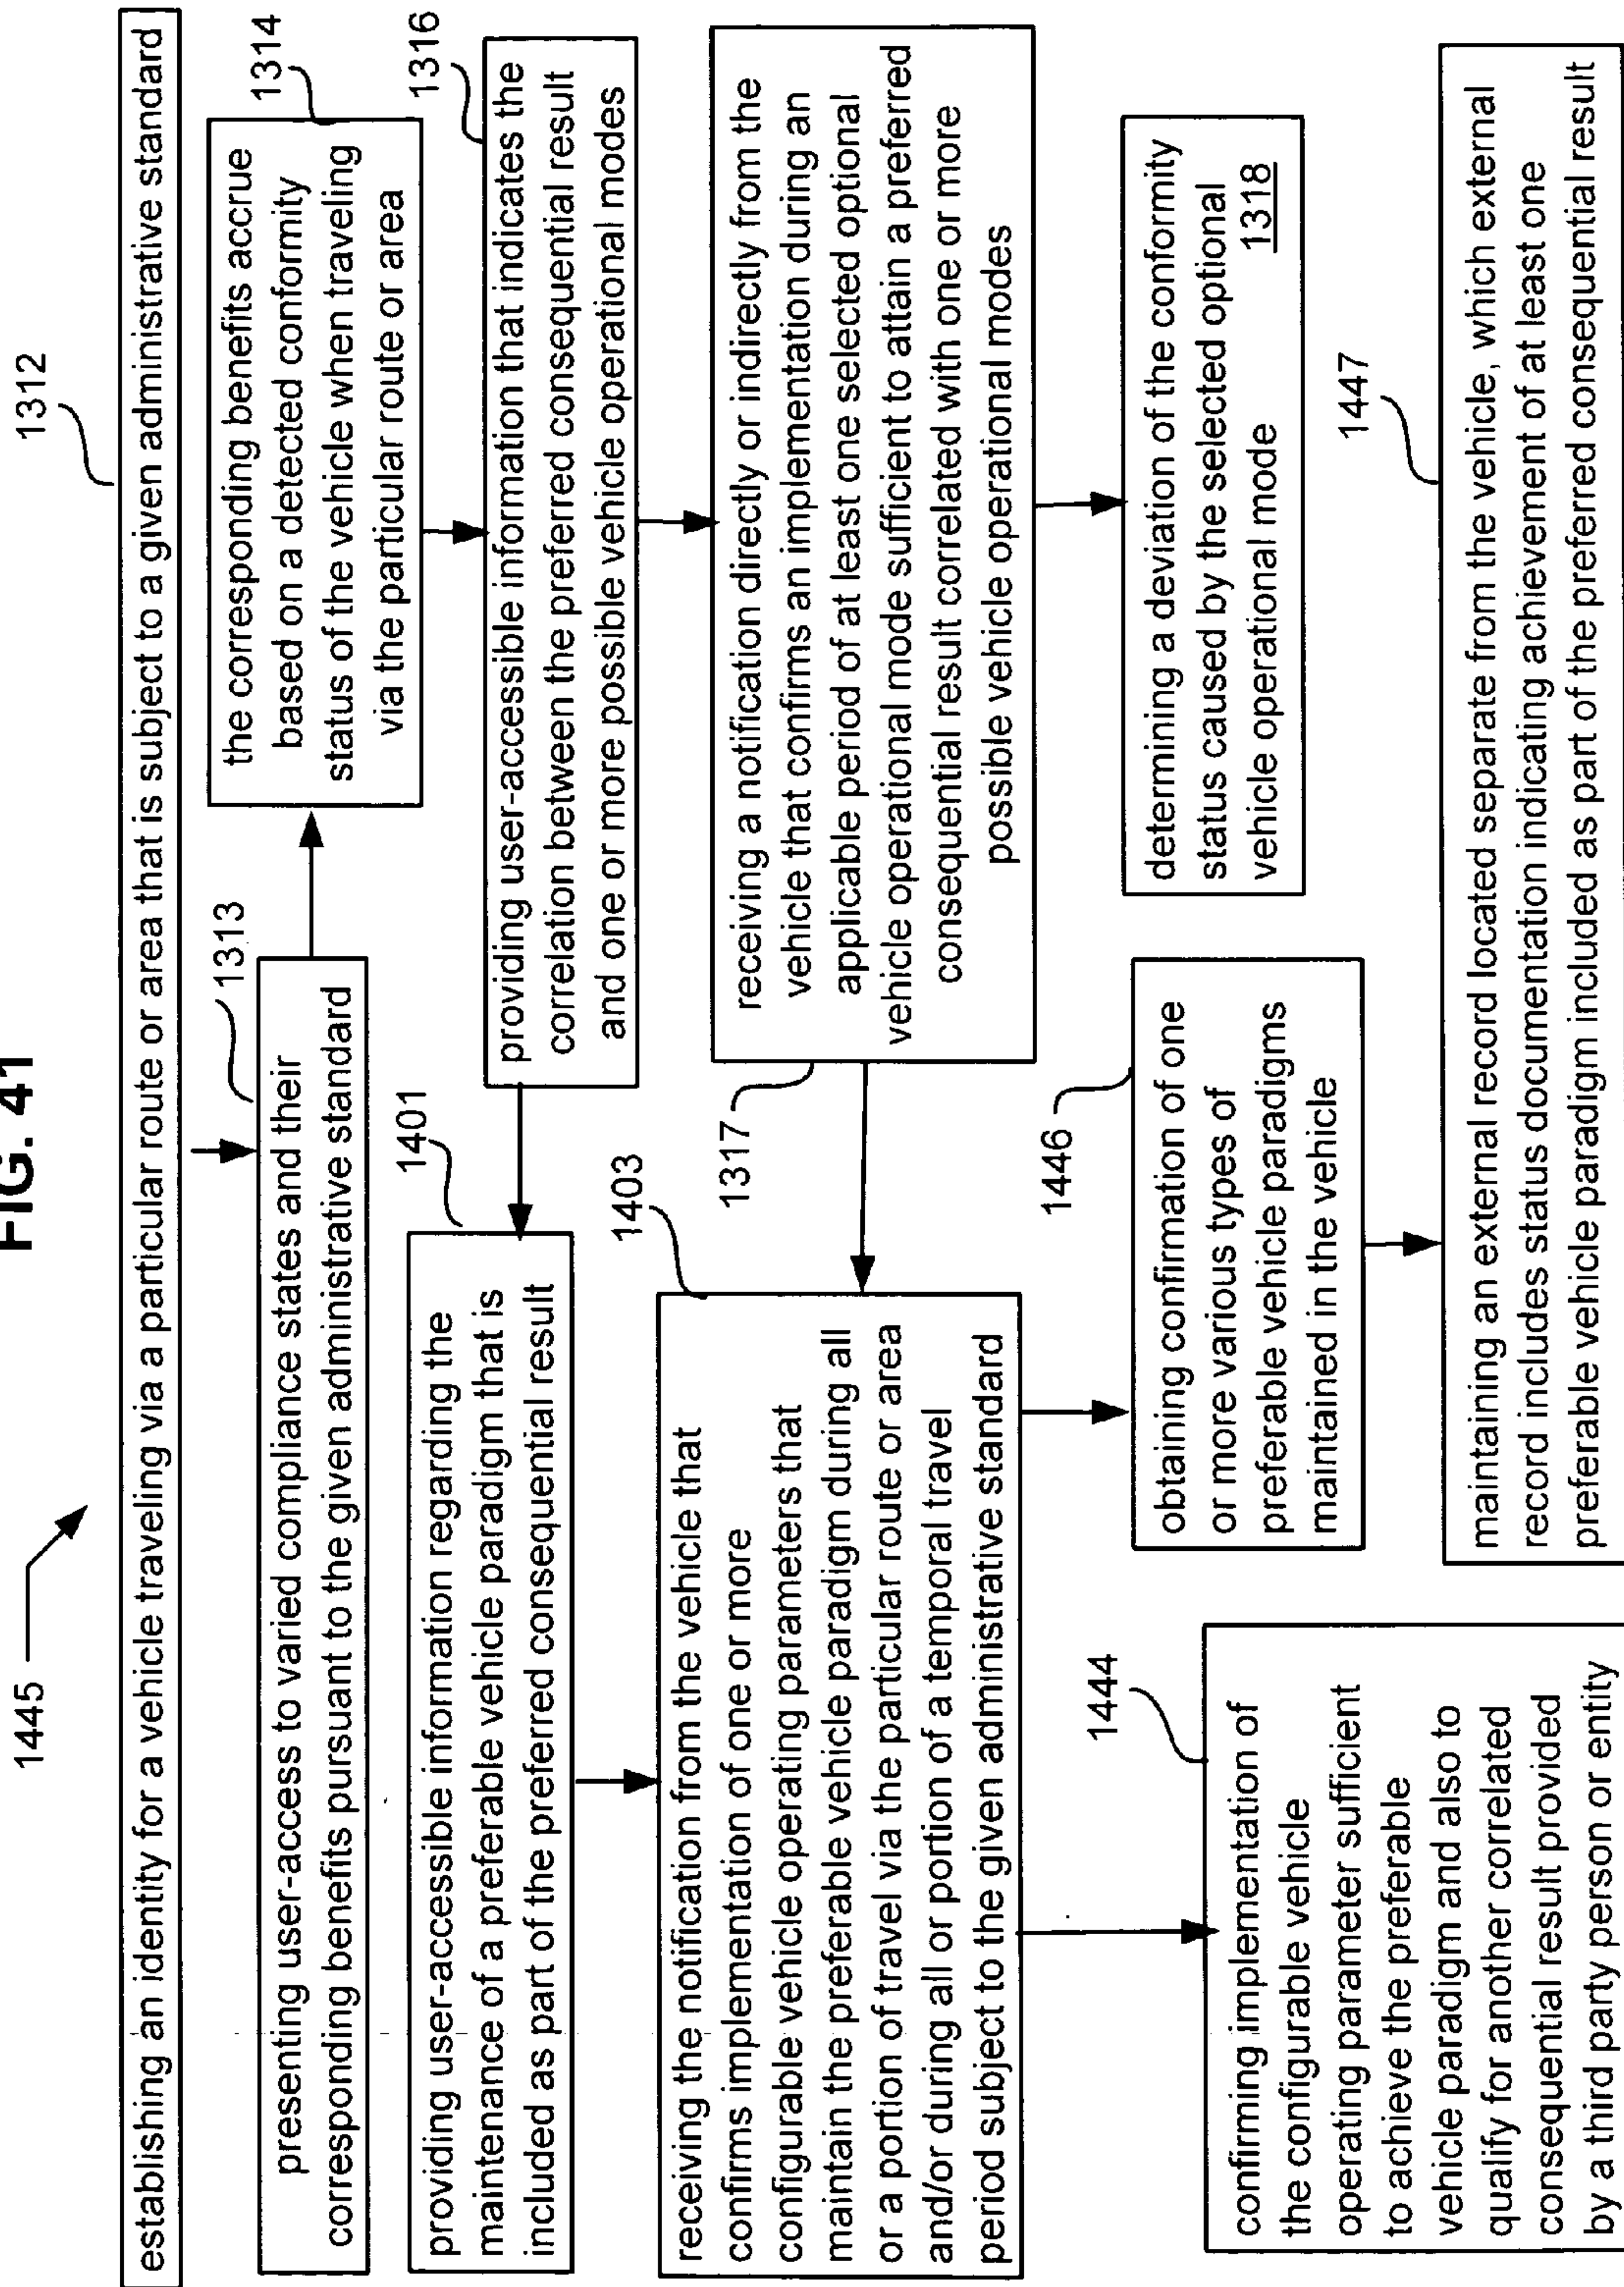 FIG. 41
1445
1312
establishing an identity for a vehicle traveling via a particular route or area that is subject to a given administrative standard
1313
presenting user-access to varied compliance states and their
corresponding benefits pursuant to the given administrative standard
1314
the corresponding benefits accrue
based on a detected conformity
status of the vehicle when traveling
via the particular route or area
1316
providing user-accessible information that indicates the
correlation between the preferred consequential result
and one or more possible vehicle operational modes
1401
providing user-accessible information regarding the
maintenance of a preferable vehicle paradigm that is
included as part of the preferred consequential result
1317
receiving a notification directly or indirectly from the
vehicle that confirms an implementation during an
applicable period of at least one selected optional
vehicle operational mode sufficient to attain a preferred
consequential result correlated with one or more
possible vehicle operational modes
1403
receiving the notification from the vehicle that
confirms implementation of one or more
configurable vehicle operating parameters that
maintain the preferable vehicle paradigm during all
or a portion of travel via the particular route or area
and/or during all or portion of a temporal travel
period subject to the given administrative standard
determining a deviation of the conformity
status caused by the selected optional
vehicle operational mode 1318
1446
obtaining confirmation of one
or more various types of
preferable vehicle paradigms
maintained in the vehicle
1444
confirming implementation of
the configurable vehicle
operating parameter sufficient
to achieve the preferable
vehicle paradigm and also to
qualify for another correlated
consequential result provided
by a third party person or entity
1447
maintaining an external record located separate from the vehicle, which external
record includes status documentation indicating achievement of at least one
preferable vehicle paradigm included as part of the preferred consequential result